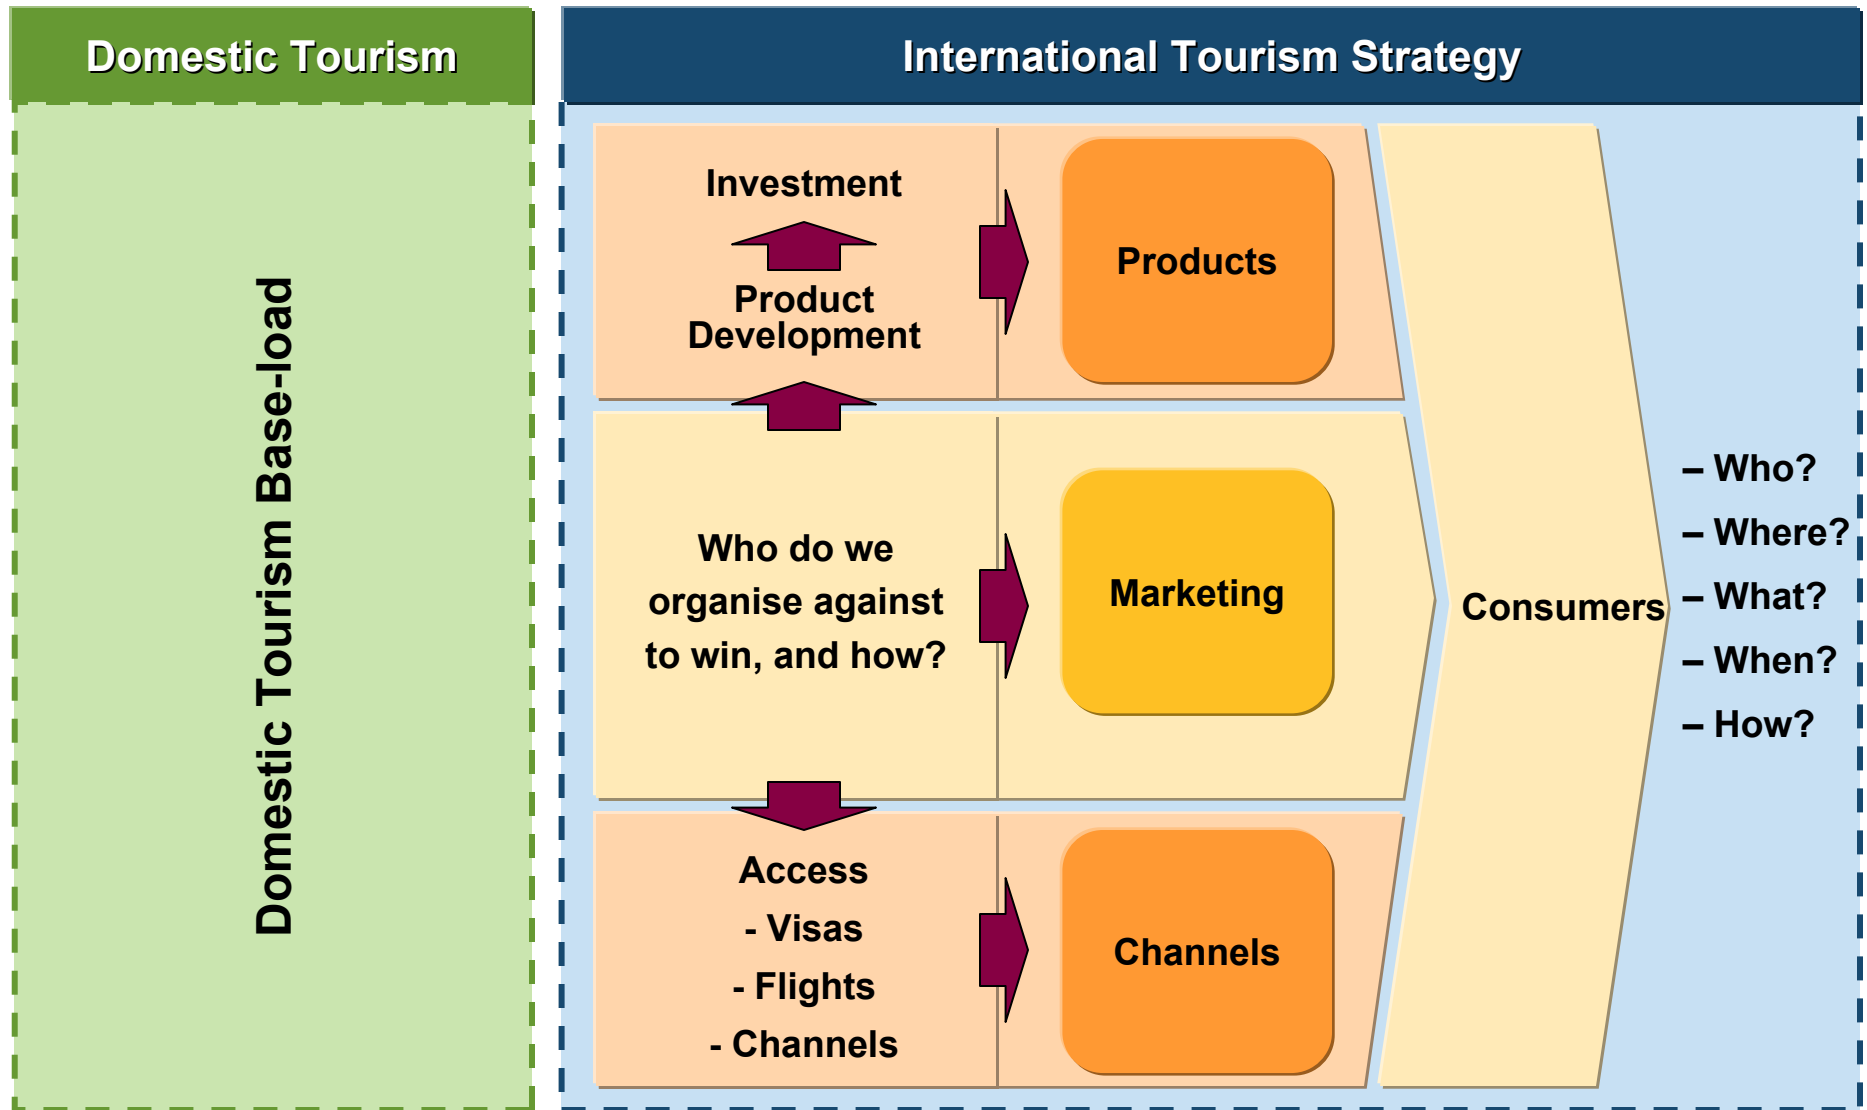 Domestic Tourism
Domestic Tourism Base-load
International Tourism Strategy
Investment
Product
Development
Products
Who do we
organise against
to win, and how?
Marketing
Access
- Visas
- Flights
- Channels
Channels
Consumers
– Who?
– Where?
– What?
– When?
– How?